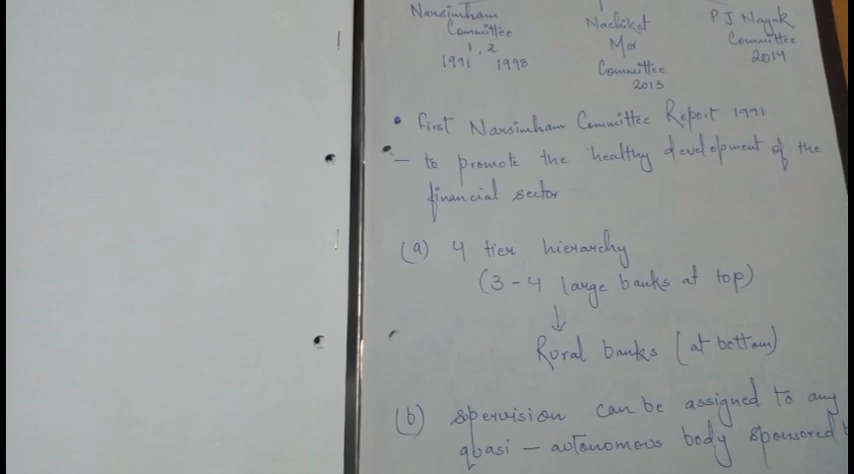 Narsimham
Committee
1, 2
1991 1998
Nachiket
Mor
Committee
2013
P J Nayak
Committee
2014
• First Narsimham Committee Report 1991
– to promote the healthy development of the
financial sector
(a) 4 tier hierarchy
(3-4 large banks at top)
↓
Rural banks (at bottom)
(b) spervision can be assigned to any
quasi – autonomous body sponsored